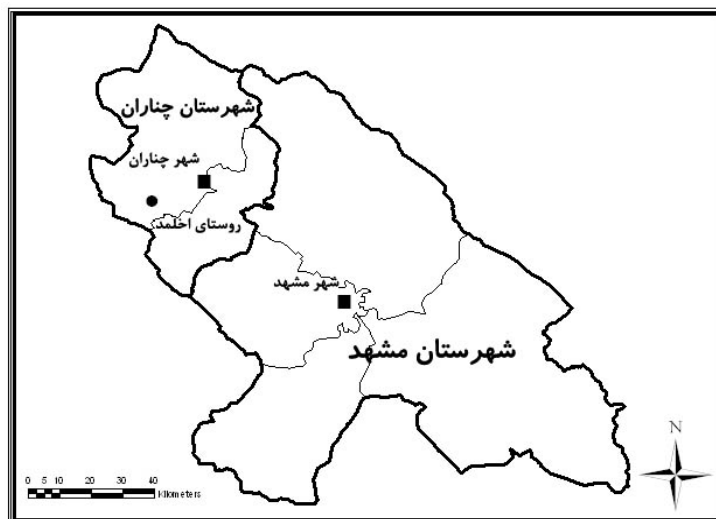 شهرستان چناران
شهر چناران
روستای اخلمد
شهر مشهد
شهرستان مشهد
N
0 5 10 20 30 40
Kilometers